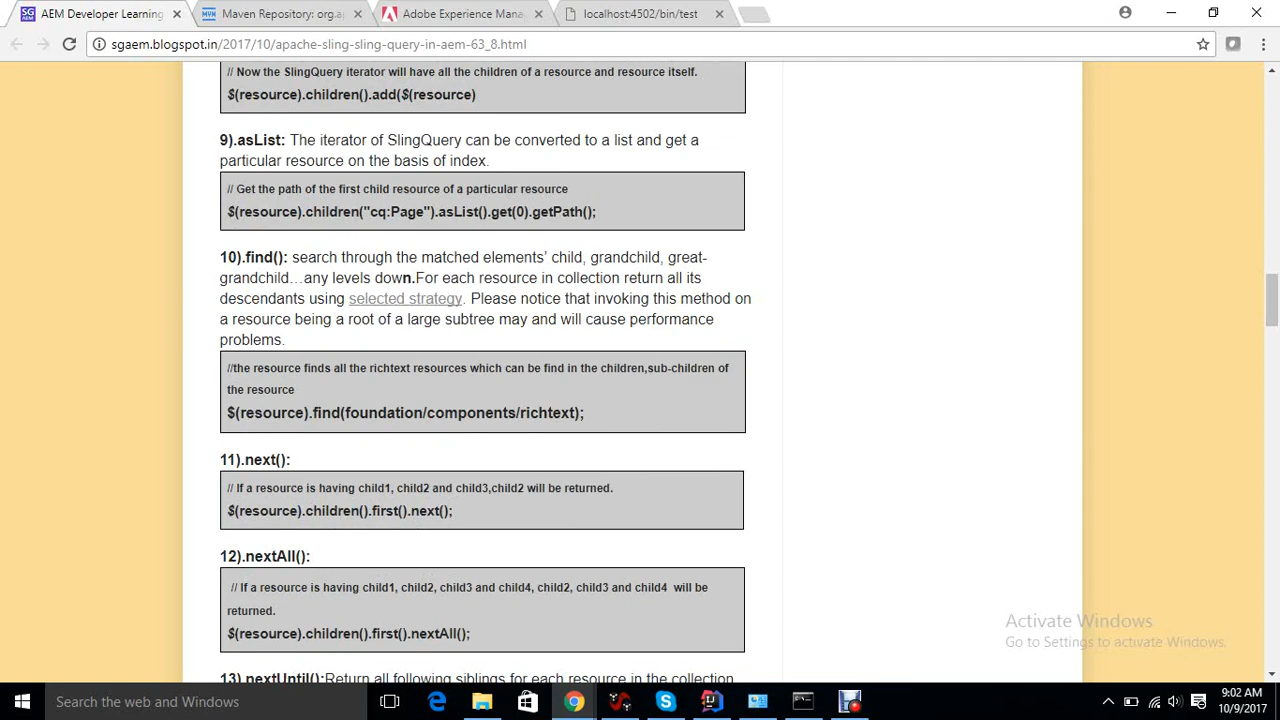 AEM Developer Learning
Maven Repository: org.ap
Adobe Experience Mana
localhost:4502/bin/test
sgaem.blogspot.in/2017/10/apache-sling-sling-query-in-aem-63_8.html
// Now the SlingQuery iterator will have all the children of a resource and resource itself.
$(resource).children().add($(resource)
9).asList: The iterator of SlingQuery can be converted to a list and get a
particular resource on the basis of index.
// Get the path of the first child resource of a particular resource
$(resource).children("cq:Page").asList().get(0).getPath();
10).find(): search through the matched elements’ child, grandchild, great-
grandchild…any levels down.For each resource in collection return all its
descendants using selected strategy. Please notice that invoking this method on
a resource being a root of a large subtree may and will cause performance
problems.
//the resource finds all the richtext resources which can be find in the children,sub-children of
the resource
$(resource).find(foundation/components/richtext);
11).next():
// If a resource is having child1, child2 and child3,child2 will be returned.
$(resource).children().first().next();
12).nextAll():
// If a resource is having child1, child2, child3 and child4, child2, child3 and child4 will be
returned.
$(resource).children().first().nextAll();
13).nextUntil():Return all following siblings for each resource in the collection
Activate Windows
Go to Settings to activate Windows.
Search the web and Windows
9:02 AM
10/9/2017